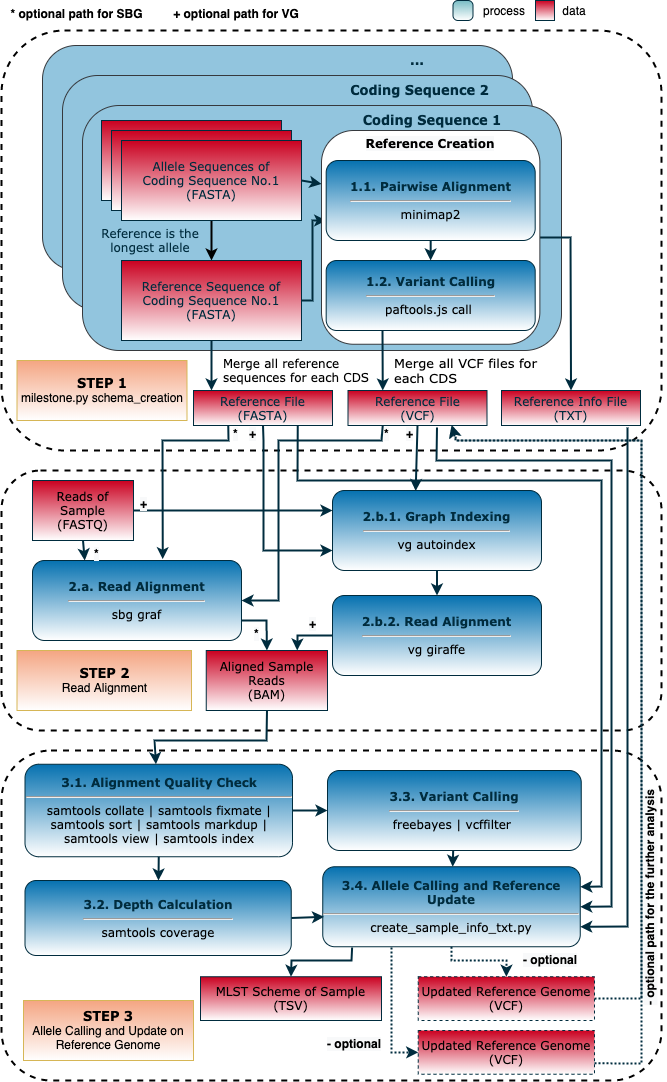 * optional path for SBG
+ optional path for VG
process
data
...
Coding Sequence 2
Coding Sequence 1
Reference Creation
Allele Sequences of
Coding Sequence No.1
(FASTA)
1.1. Pairwise Alignment
minimap2
Reference is the
longest allele
Reference Sequence of
Coding Sequence No.1
(FASTA)
1.2. Variant Calling
paftools.js call
STEP 1
milestone.py schema_creation
Merge all reference
sequences for each CDS
Merge all VCF files for
each CDS
Reference File
(FASTA)
Reference File
(VCF)
Reference Info File
(TXT)
*
+
*
+
Reads of
Sample
(FASTQ)
+
*
2.b.1. Graph Indexing
vg autoindex
2.a. Read Alignment
sbg graf
*
+
2.b.2. Read Alignment
vg giraffe
STEP 2
Read Alignment
Aligned Sample
Reads
(BAM)
3.1. Alignment Quality Check
samtools collate | samtools fixmate |
samtools sort | samtools markdup |
samtools view | samtools index
3.3. Variant Calling
freebayes | vcffilter
3.2. Depth Calculation
samtools coverage
3.4. Allele Calling and Reference
Update
create_sample_info_txt.py
- optional path for the further analysis
- optional
MLST Scheme of Sample
(TSV)
Updated Reference Genome
(VCF)
STEP 3
Allele Calling and Update on
Reference Genome
- optional
Updated Reference Genome
(VCF)